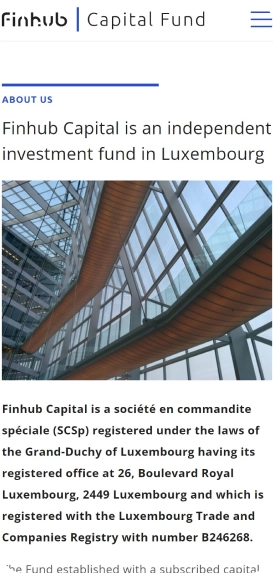 Finhub | Capital Fund
ABOUT US
Finhub Capital is an independent
investment fund in Luxembourg
Finhub Capital is a société en commandite
spéciale (SCSp) registered under the laws of
the Grand-Duchy of Luxembourg having its
registered office at 26, Boulevard Royal
Luxembourg, 2449 Luxembourg and which is
registered with the Luxembourg Trade and
Companies Registry with number B246268.
The Fund established with a subscribed capital